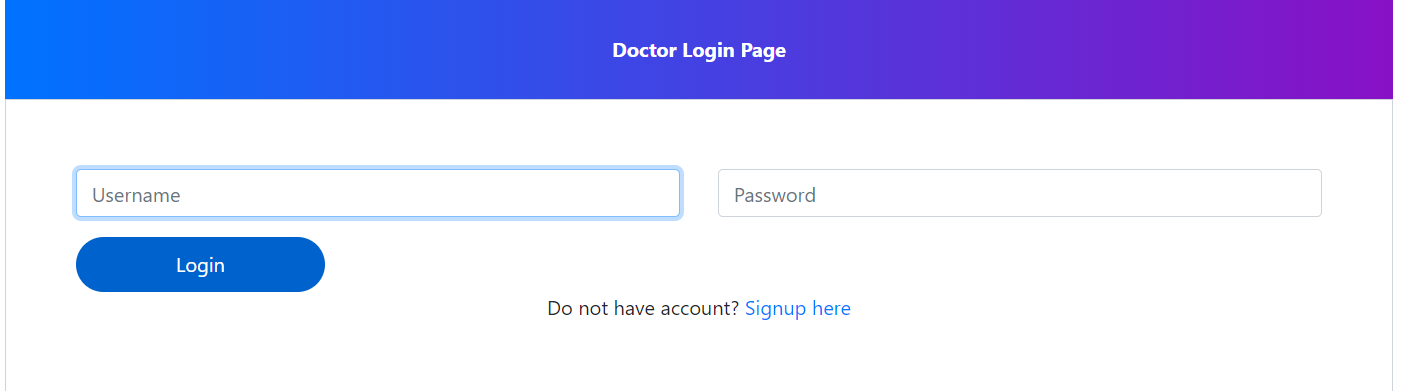 Doctor Login Page
Username
Password
Login
Do not have account? Signup here